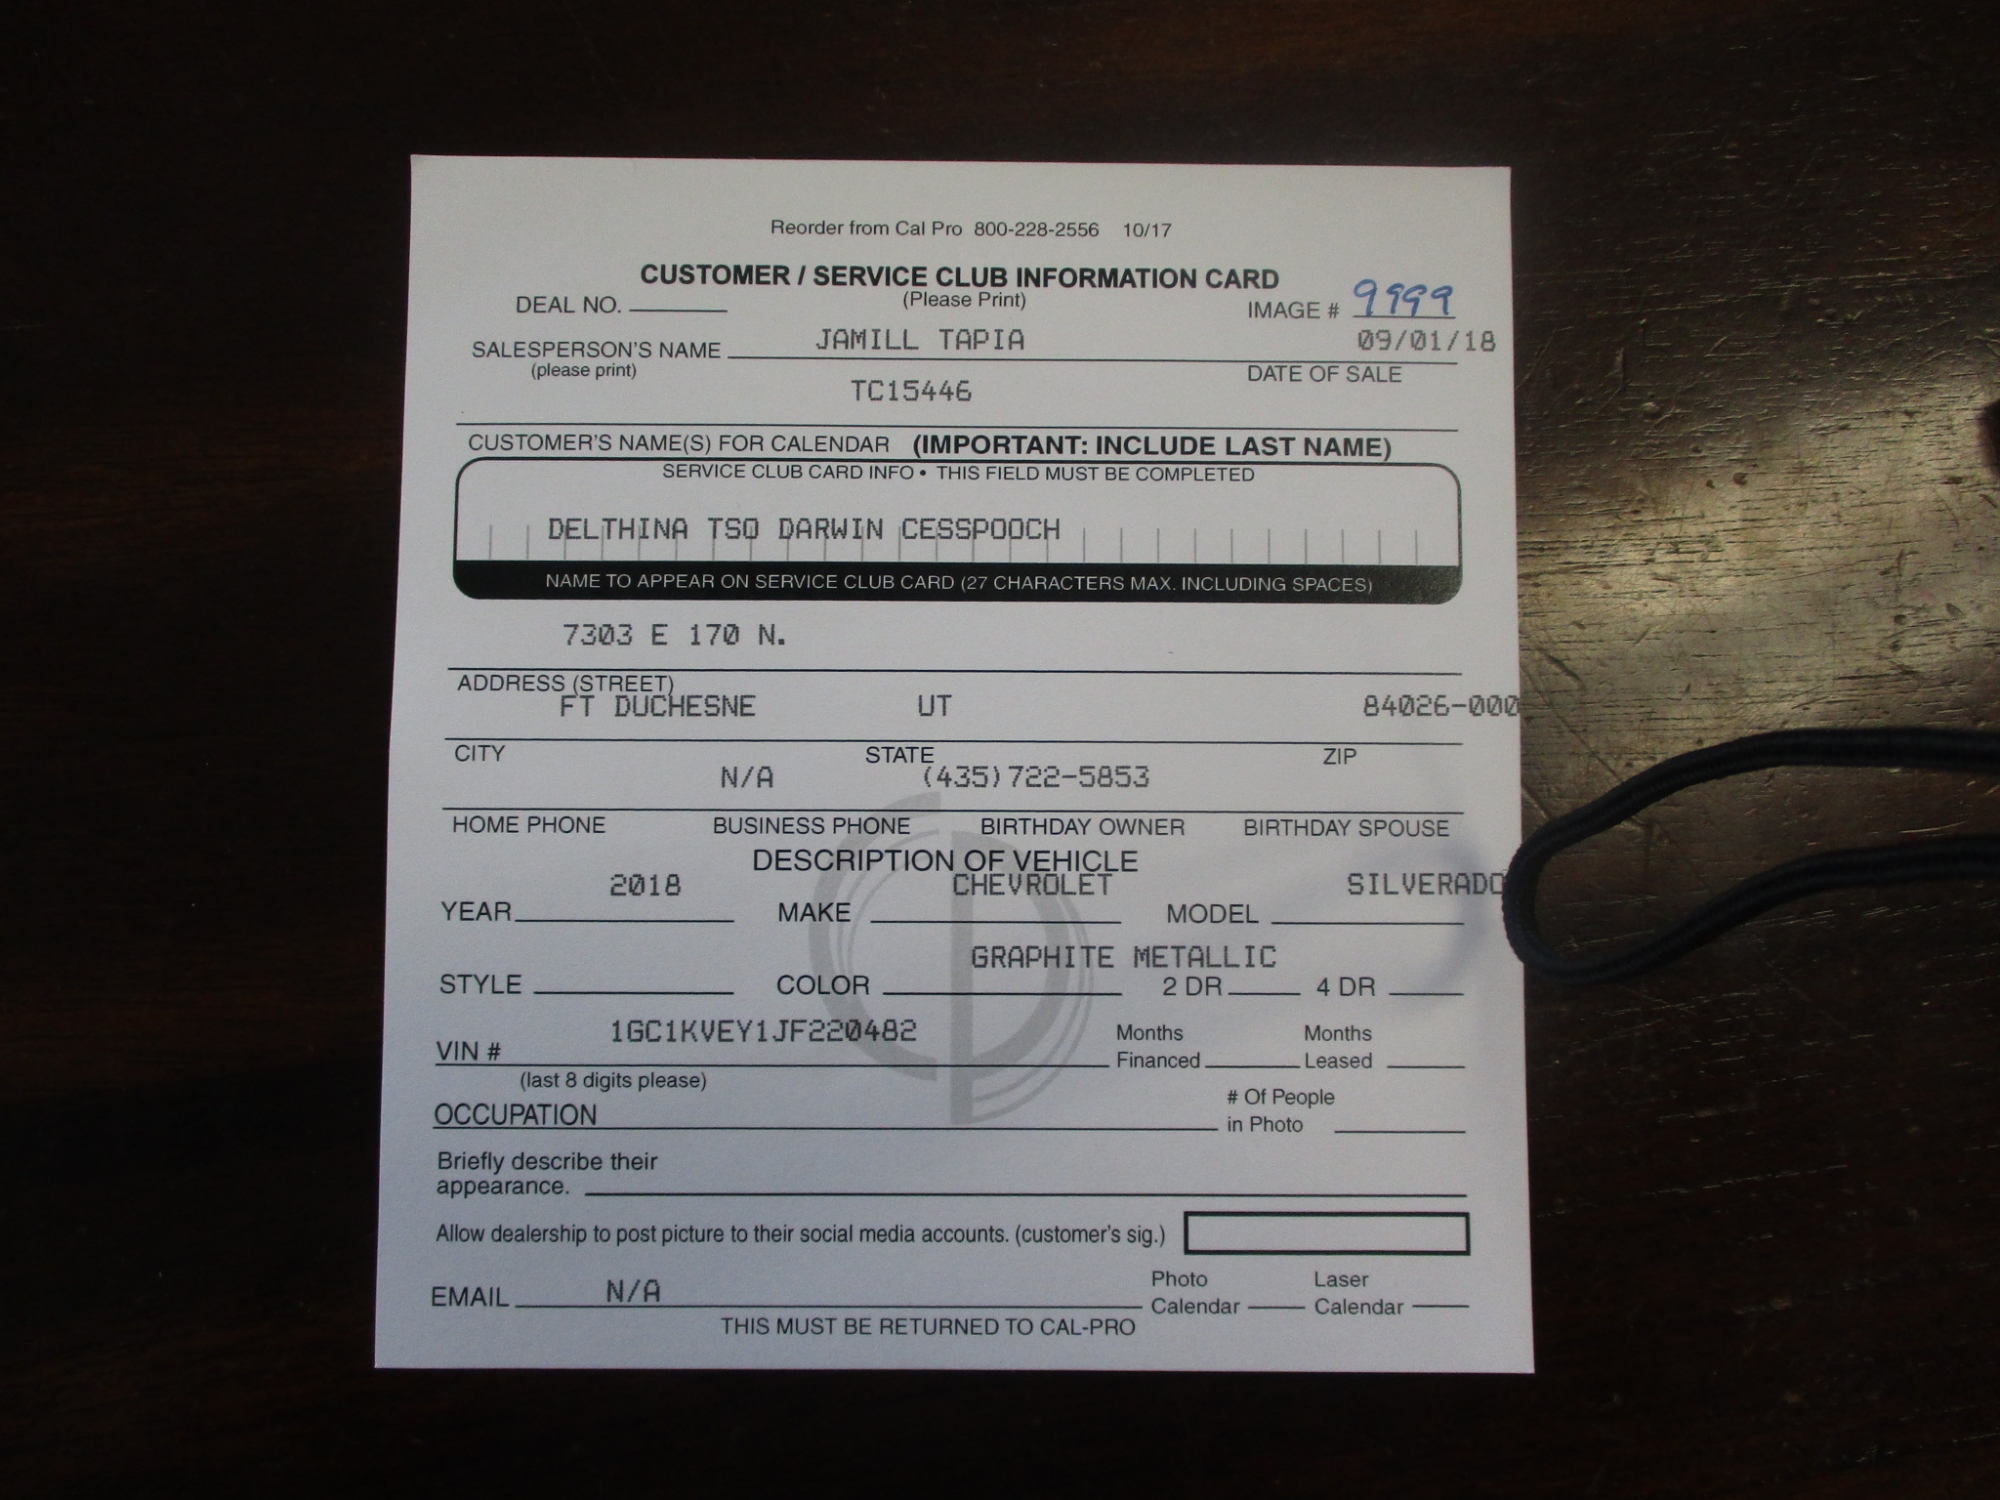 Reorder from Cal Pro 800-228-2556 10/17
CUSTOMER / SERVICE CLUB INFORMATION CARD
DEAL NO. (Please Print) IMAGE # 9999
SALESPERSON'S NAME JAMILL TAPIA 09/01/18
(please print) DATE OF SALE
TC15446
CUSTOMER'S NAME(S) FOR CALENDAR (IMPORTANT: INCLUDE LAST NAME)
SERVICE CLUB CARD INFO • THIS FIELD MUST BE COMPLETED
DELTHINA TSO DARWIN CESSPOOCH
NAME TO APPEAR ON SERVICE CLUB CARD (27 CHARACTERS MAX. INCLUDING SPACES)
7303 E 170 N.
ADDRESS (STREET)
FT DUCHESNE UT 84026-000
CITY STATE ZIP
N/A (435)722-5853
HOME PHONE BUSINESS PHONE BIRTHDAY OWNER BIRTHDAY SPOUSE
DESCRIPTION OF VEHICLE
2018 CHEVROLET SILVERADO
YEAR MAKE MODEL
GRAPHITE METALLIC
STYLE COLOR 2 DR 4 DR
1GC1KVEY1JF220482 Months Months
VIN # Financed Leased
(last 8 digits please) # Of People
OCCUPATION in Photo
Briefly describe their
appearance.
Allow dealership to post picture to their social media accounts. (customer's sig.)
N/A Photo Laser
EMAIL Calendar Calendar
THIS MUST BE RETURNED TO CAL-PRO